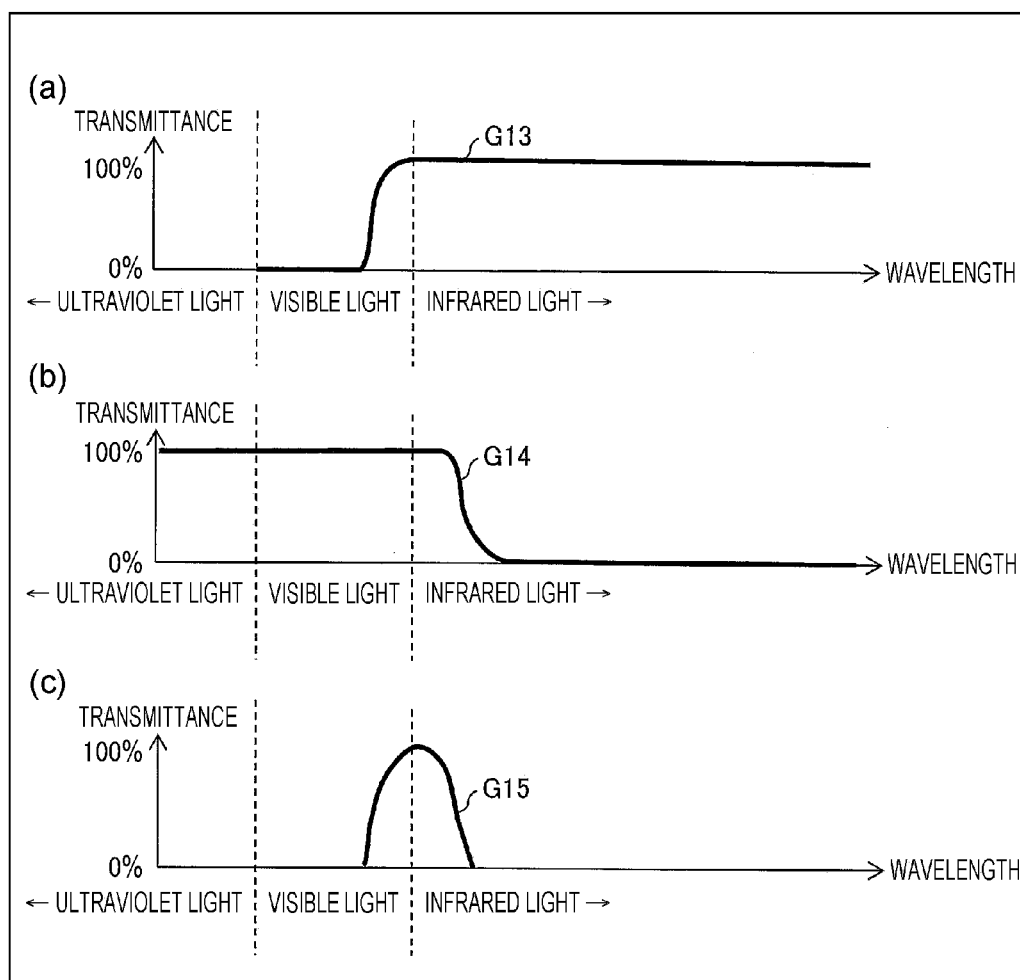 (a)
TRANSMITTANCE
100%
G13
0%
WAVELENGTH
← ULTRAVIOLET LIGHT VISIBLE LIGHT INFRARED LIGHT →
(b)
TRANSMITTANCE
100%
G14
0%
WAVELENGTH
← ULTRAVIOLET LIGHT VISIBLE LIGHT INFRARED LIGHT →
(c)
TRANSMITTANCE
100%
G15
0%
WAVELENGTH
← ULTRAVIOLET LIGHT VISIBLE LIGHT INFRARED LIGHT →